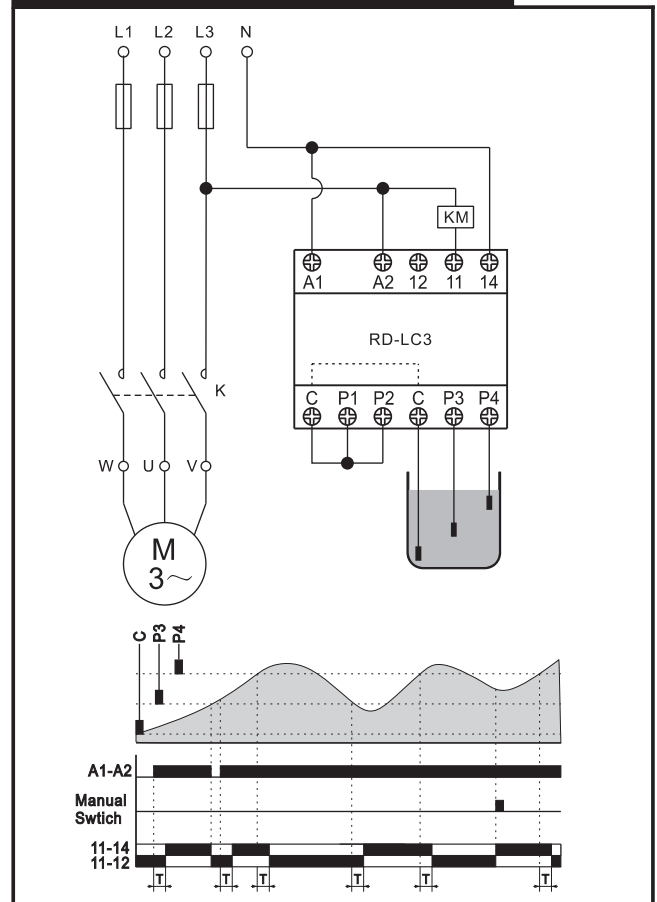 L1 L2 L3 N
KM
A1 A2 12 11 14
RD-LC3
K
C P1 P2 C P3 P4
W U V
M
3~
C P3 P4
A1-A2
Manual
Swtich
11-14
11-12
T T T T T T